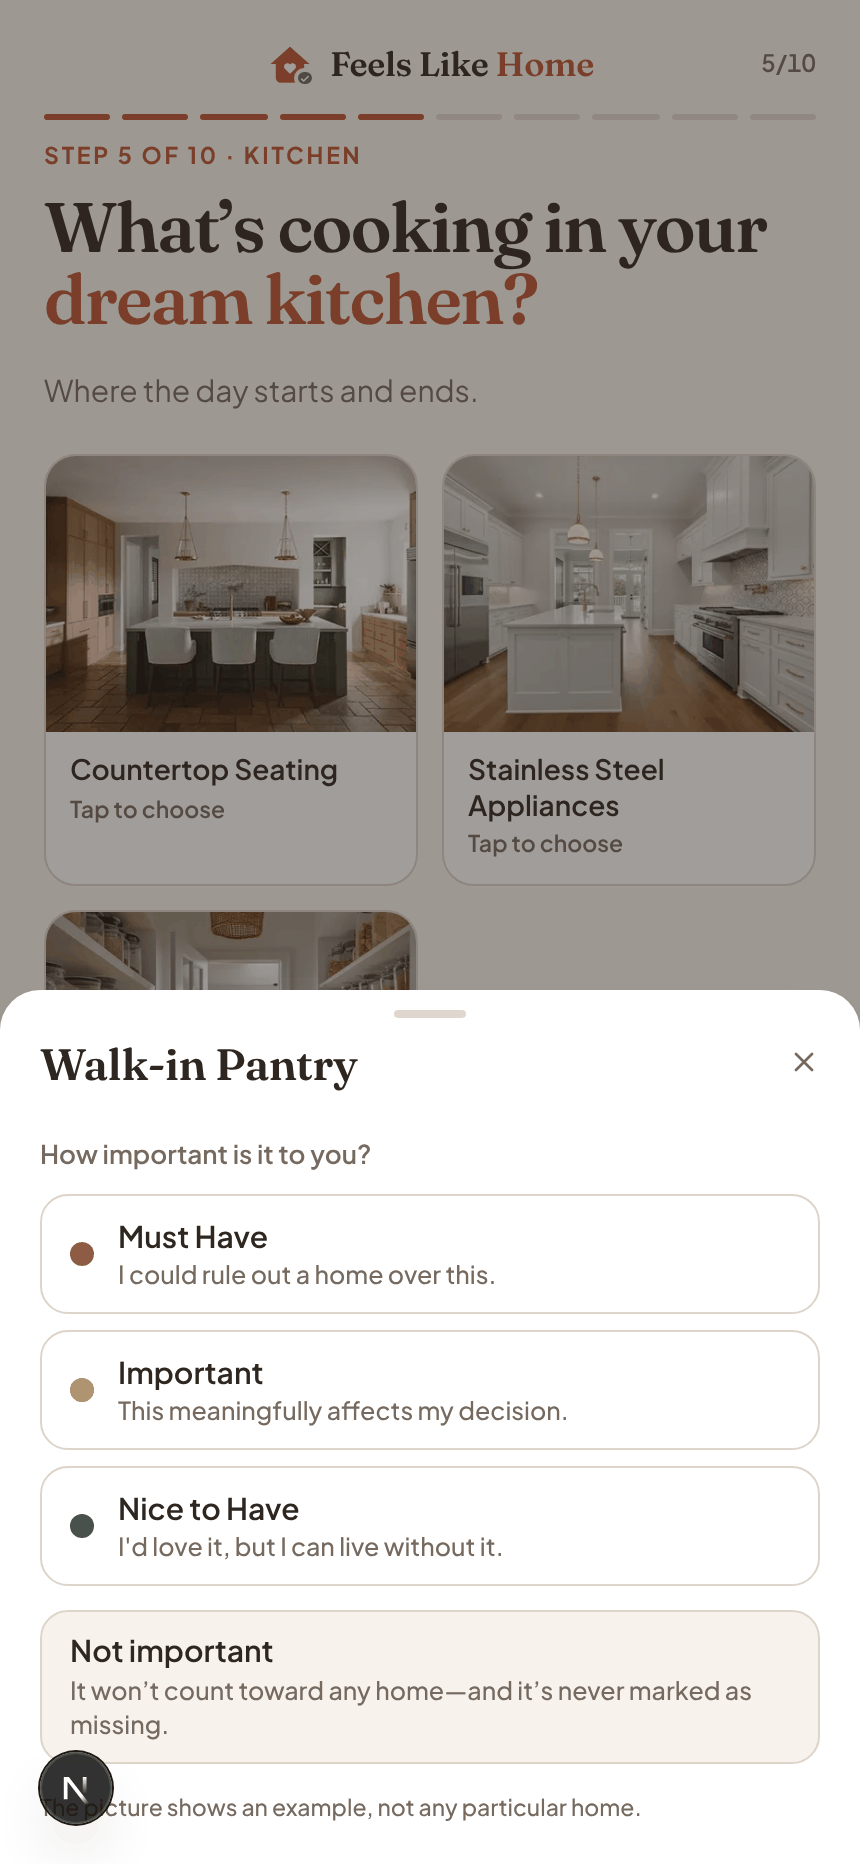 Feels Like Home
5/10
STEP 5 OF 10 · KITCHEN
What’s cooking in your
dream kitchen?
Where the day starts and ends.
Countertop Seating
Tap to choose
Stainless Steel
Appliances
Tap to choose
Walk-in Pantry
How important is it to you?
Must Have
I could rule out a home over this.
Important
This meaningfully affects my decision.
Nice to Have
I'd love it, but I can live without it.
Not important
It won’t count toward any home—and it’s never marked as
missing.
N
The picture shows an example, not any particular home.